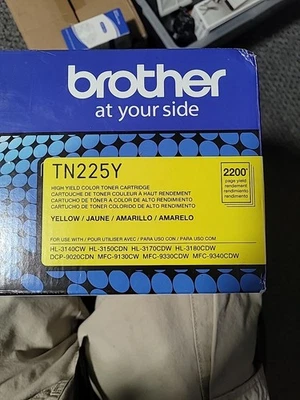 brother
at your side
TN225Y
HIGH YIELD COLOR TONER CARTRIDGE
CARTOUCHE DE TONER COULEUR À HAUT RENDEMENT
CARTUCHO DE TÓNER A COLOR DE ALTO RENDIMIENTO
CARTUCHO DE TONER COLORIDO DE ALTO RENDIMENTO
2200*
page yield
rendement
rendimiento
rendimento
YELLOW / JAUNE / AMARILLO / AMARELO
FOR USE WITH / POUR UTILISER AVEC / PARA USO CON / PARA USO COM :
HL-3140CW HL-3150CDN HL-3170CDW HL-3180CDW
DCP-9020CDN MFC-9130CW MFC-9330CDW MFC-9340CDW